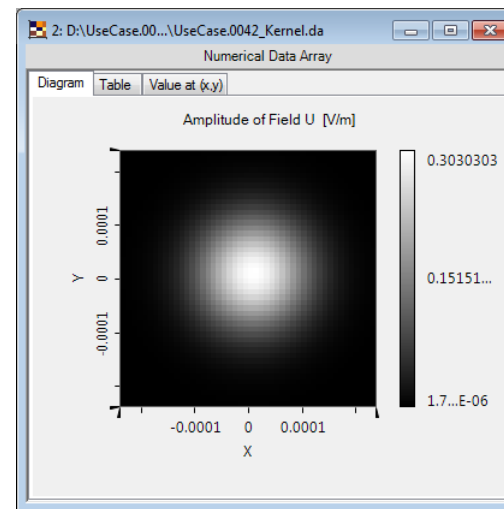 2: D:\UseCase.00...\UseCase.0042_Kernel.da
Numerical Data Array
Diagram Table Value at (x,y)
Amplitude of Field U [V/m]
0.3030303
0.15151...
1.7...E-06
Y
0.0001
0
-0.0001
-0.0001 0 0.0001
X